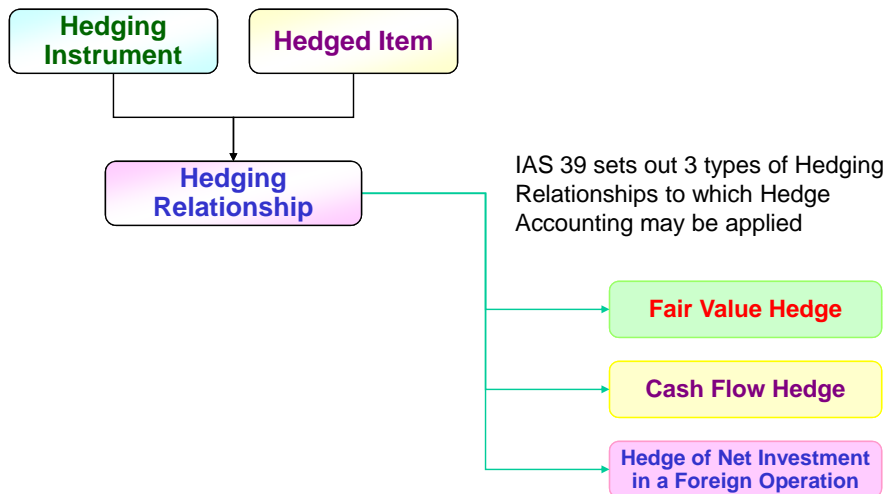 Hedging
Instrument
Hedged Item
Hedging
Relationship
IAS 39 sets out 3 types of Hedging
Relationships to which Hedge
Accounting may be applied
Fair Value Hedge
Cash Flow Hedge
Hedge of Net Investment
in a Foreign Operation